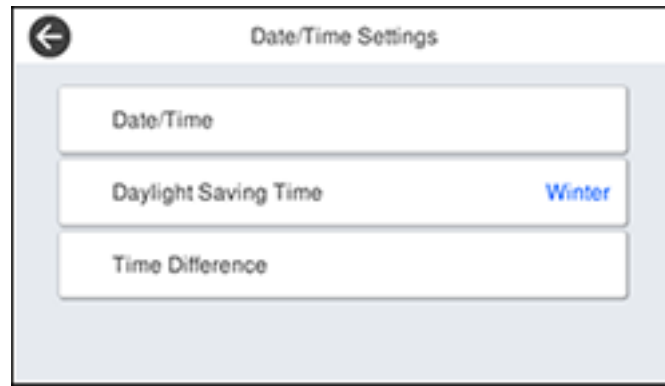 Date/Time Settings
Date/Time
Daylight Saving Time Winter
Time Difference